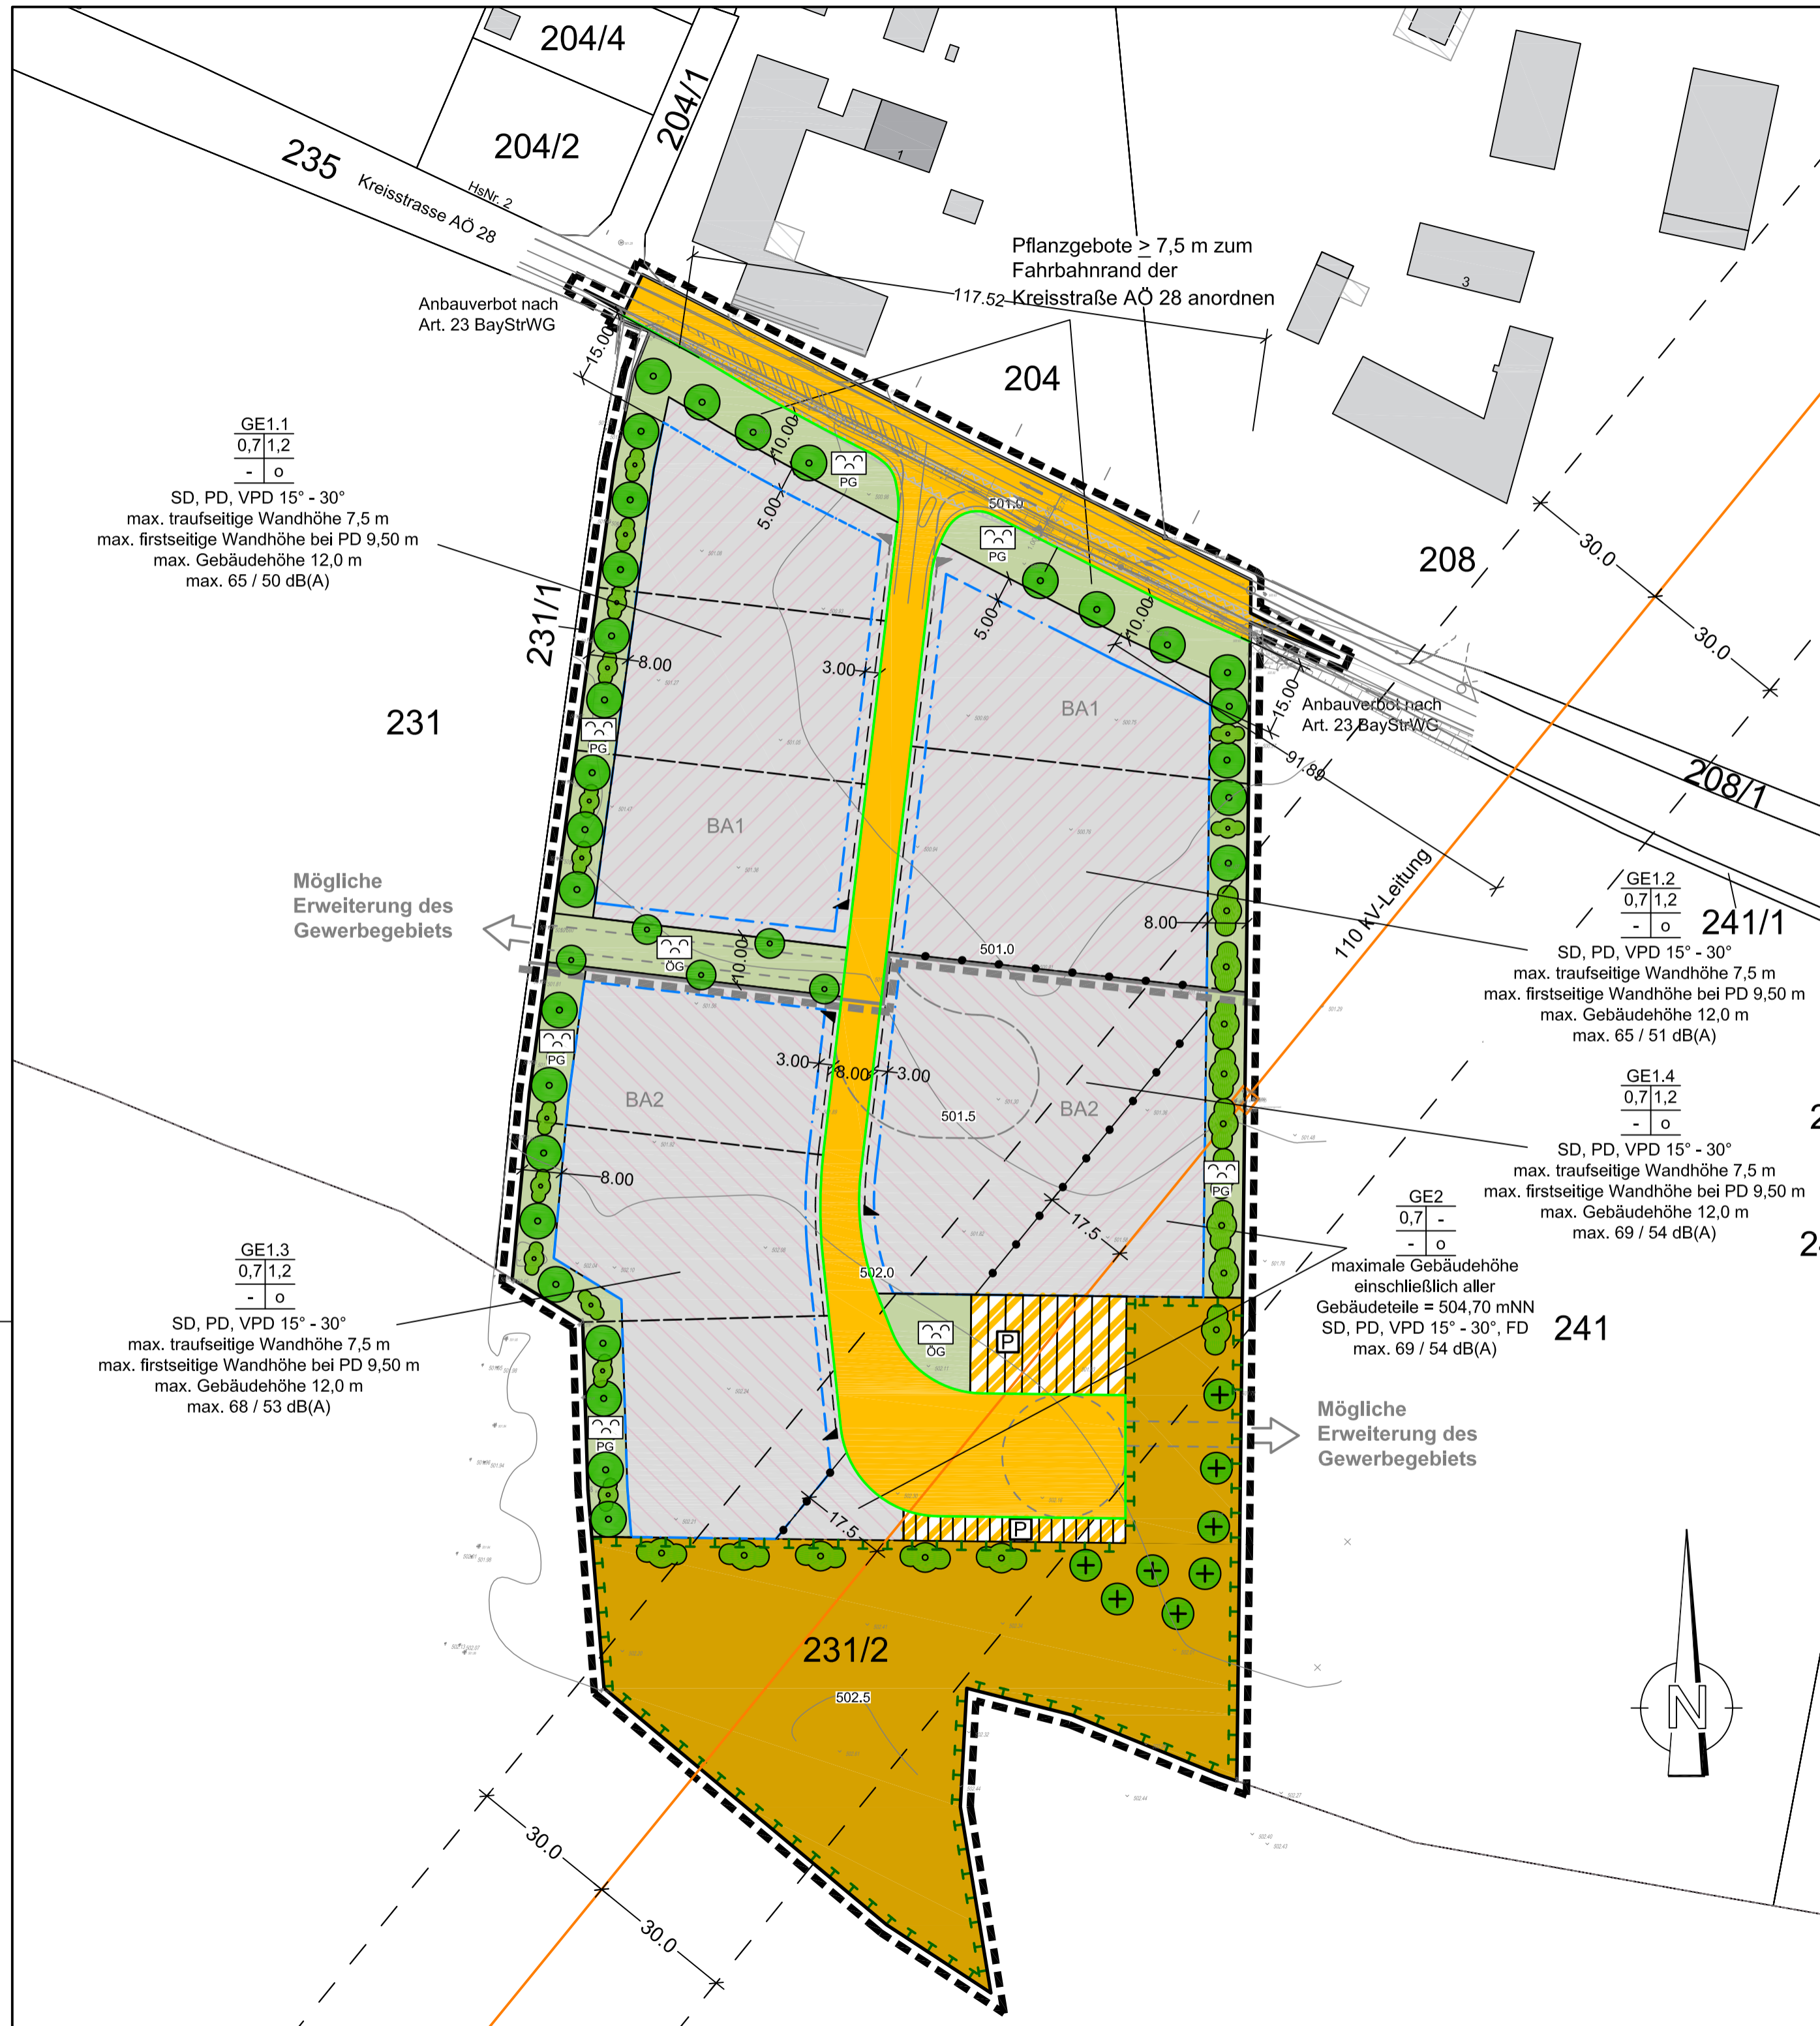 204/4
204/1
204/2
235
Kreisstrasse AÖ 28
HsNr. 2
1
3
Pflanzgebote ≥ 7,5 m zum
Fahrbahnrand der
Kreisstraße AÖ 28 anordnen
117.52
Anbauverbot nach
Art. 23 BayStrWG
15.00
204
208
GE1.1
0,7 1,2
- o
SD, PD, VPD 15° - 30°
max. traufseitige Wandhöhe 7,5 m
max. firstseitige Wandhöhe bei PD 9,50 m
max. Gebäudehöhe 12,0 m
max. 65 / 50 dB(A)
10.00
5.00
PG
501.0
PG
5.00
10.00
30.0
30.0
231/1
8.00
3.00
231
PG
BA1
BA1
15.00
Anbauverbot nach
Art. 23 BayStrWG
91.89
208/1
110 KV-Leitung
Mögliche
Erweiterung des
Gewerbegebiets
ÖG
10.00
501.0
8.00
GE1.2
0,7 1,2
- o
241/1
SD, PD, VPD 15° - 30°
max. traufseitige Wandhöhe 7,5 m
max. firstseitige Wandhöhe bei PD 9,50 m
max. Gebäudehöhe 12,0 m
max. 65 / 51 dB(A)
PG
3.00
8.00
3.00
BA2
501.5
BA2
GE1.4
0,7 1,2
- o
SD, PD, VPD 15° - 30°
max. traufseitige Wandhöhe 7,5 m
max. firstseitige Wandhöhe bei PD 9,50 m
max. Gebäudehöhe 12,0 m
max. 69 / 54 dB(A)
8.00
PG
17.5
GE2
0,7 -
- o
maximale Gebäudehöhe
einschließlich aller
Gebäudeteile = 504,70 mNN
SD, PD, VPD 15° - 30°, FD
max. 69 / 54 dB(A)
241
GE1.3
0,7 1,2
- o
SD, PD, VPD 15° - 30°
max. traufseitige Wandhöhe 7,5 m
max. firstseitige Wandhöhe bei PD 9,50 m
max. Gebäudehöhe 12,0 m
max. 68 / 53 dB(A)
502.0
ÖG
P
PG
Mögliche
Erweiterung des
Gewerbegebiets
17.5
P
231/2
502.5
N
30.0
30.0